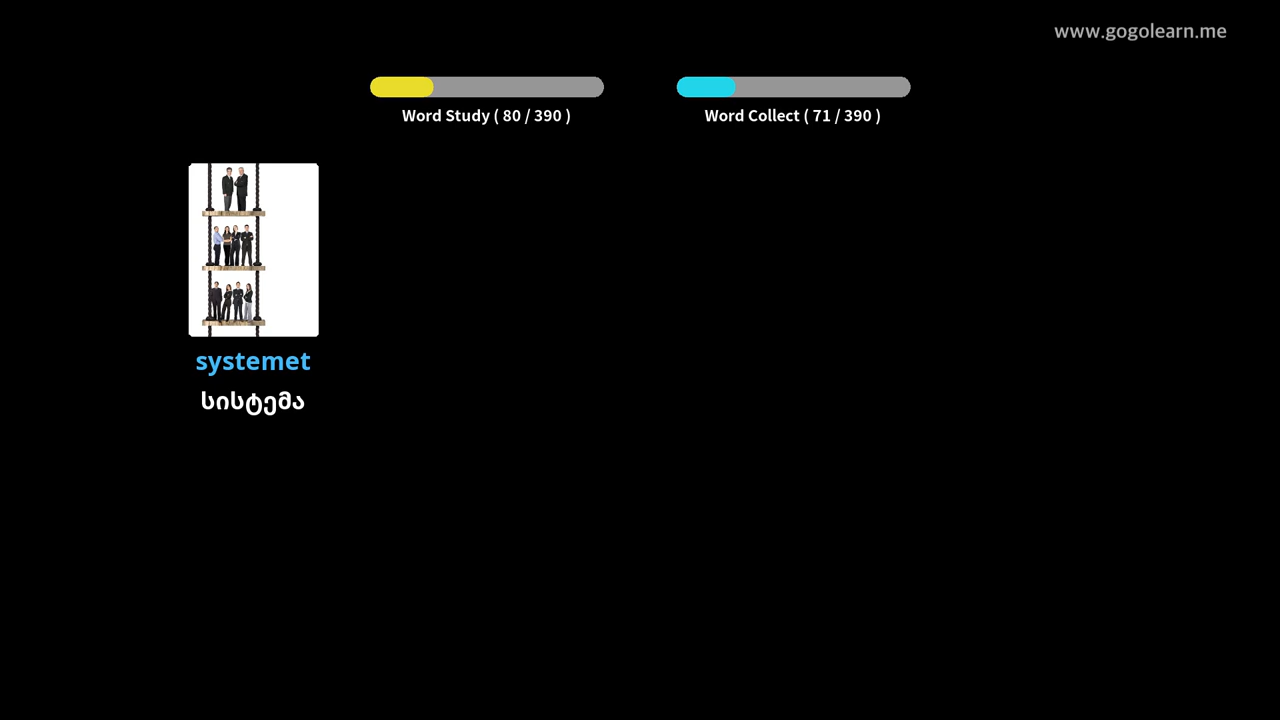 www.gogolearn.me
Word Study ( 80 / 390 )
Word Collect ( 71 / 390 )
systemet
სისტემა